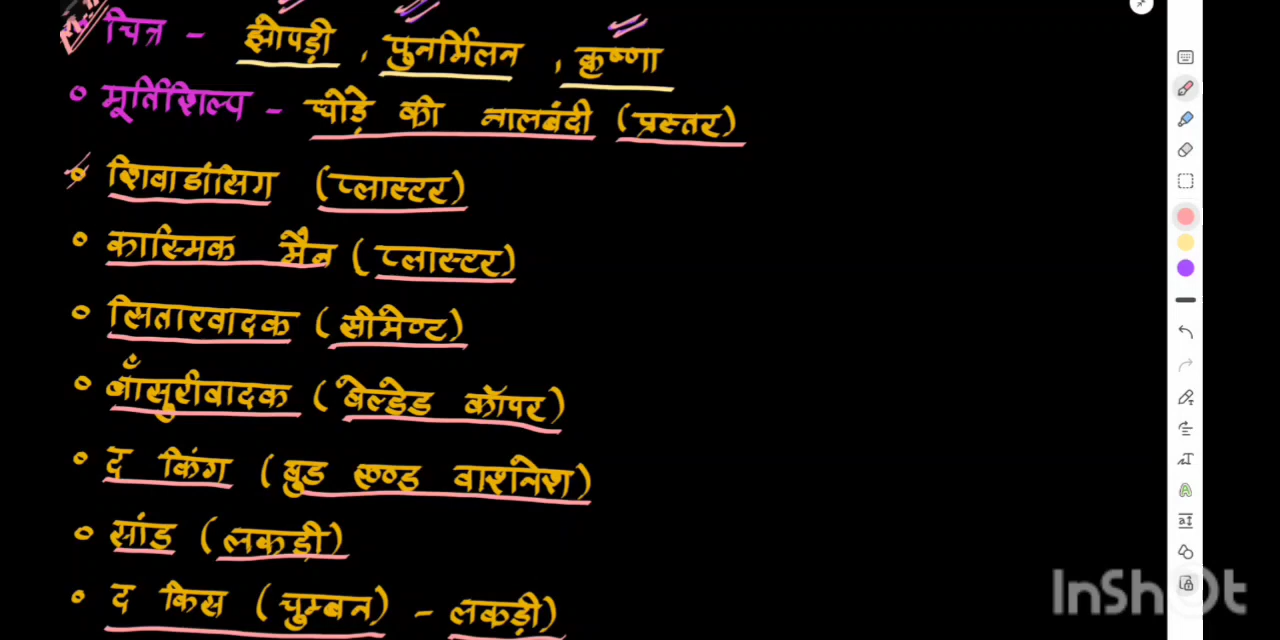 चित्र - झोपड़ी , पुनर्मिलन , कृष्णा
मूर्तिशिल्प - घोड़े की नालबंदी (प्रस्तर)
शिवाडांसिग (प्लास्टर)
कास्मिक मैन (प्लास्टर)
सितारवादक (सीमेण्ट)
बाँसुरीवादक (बेल्डेड कॉपर)
द किंग (वुड एण्ड वारनिश)
सांड (लकड़ी)
द किस (चुम्बन) - लकड़ी)
InShOt